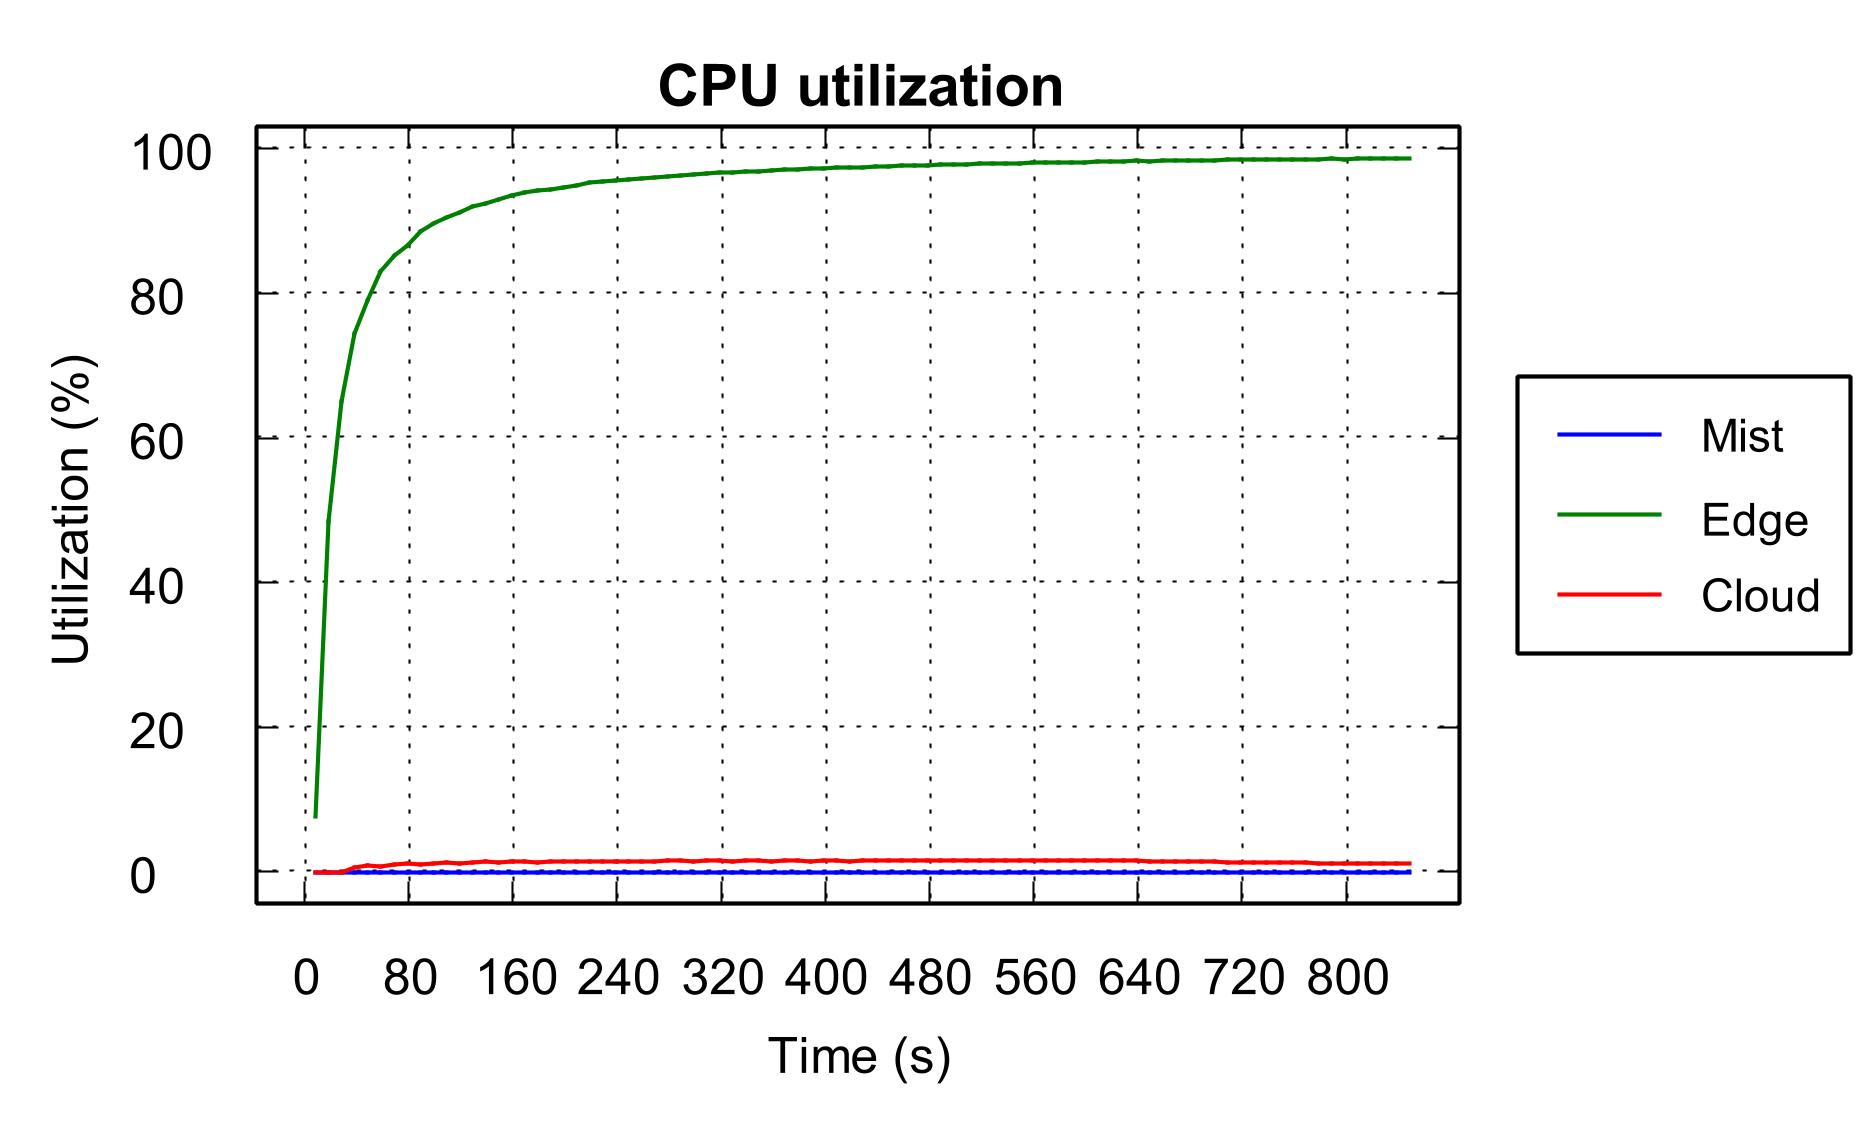 CPU utilization
100
80
60
40
20
0
Utilization (%)
0 80 160 240 320 400 480 560 640 720 800
Time (s)
Mist
Edge
Cloud